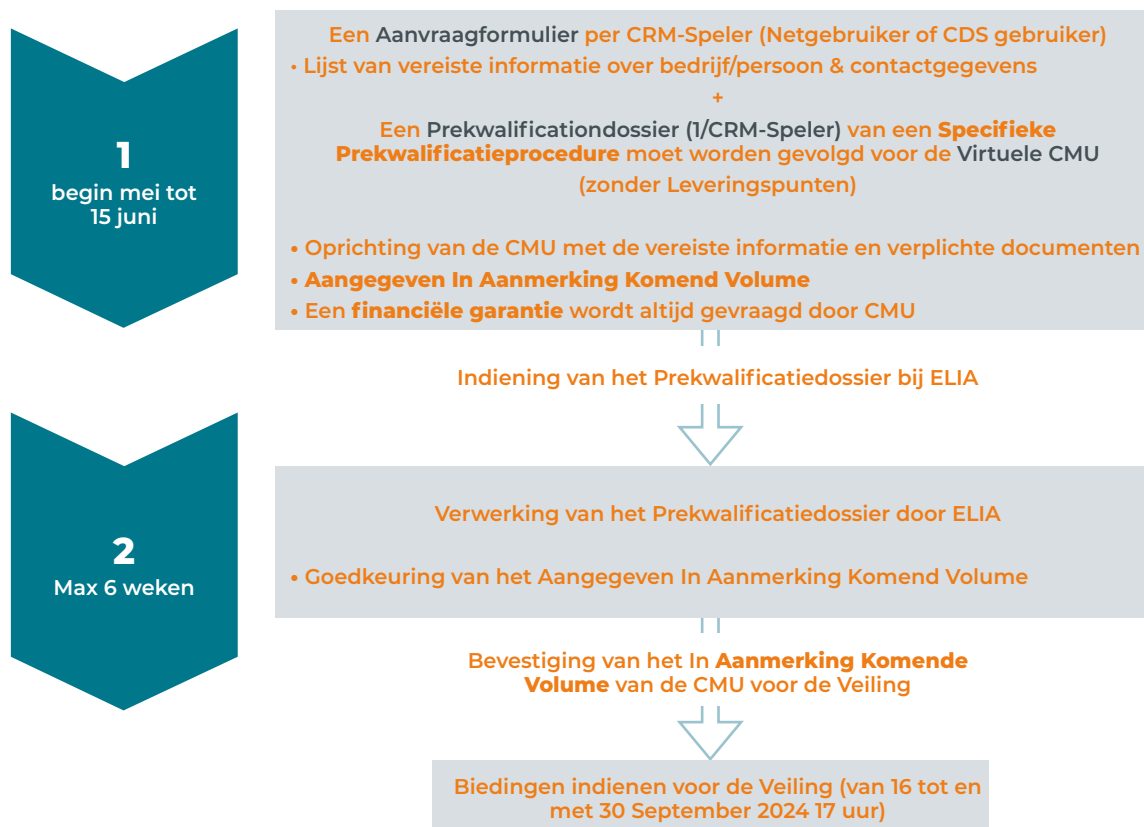 1
begin mei tot
15 juni
Een Aanvraagformulier per CRM-Speler (Netgebruiker of CDS gebruiker)
• Lijst van vereiste informatie over bedrijf/persoon & contactgegevens
+
Een Prekwalificationdossier (1/CRM-Speler) van een Specifieke
Prekwalificatieprocedure moet worden gevolgd voor de Virtuele CMU
(zonder Leveringspunten)
• Oprichting van de CMU met de vereiste informatie en verplichte documenten
• Aangegeven In Aanmerking Komend Volume
• Een financiële garantie wordt altijd gevraagd door CMU
Indiening van het Prekwalificatiedossier bij ELIA
2
Max 6 weken
Verwerking van het Prekwalificatiedossier door ELIA
• Goedkeuring van het Aangegeven In Aanmerking Komend Volume
Bevestiging van het In Aanmerking Komende
Volume van de CMU voor de Veiling
Biedingen indienen voor de Veiling (van 16 tot en
met 30 September 2024 17 uur)